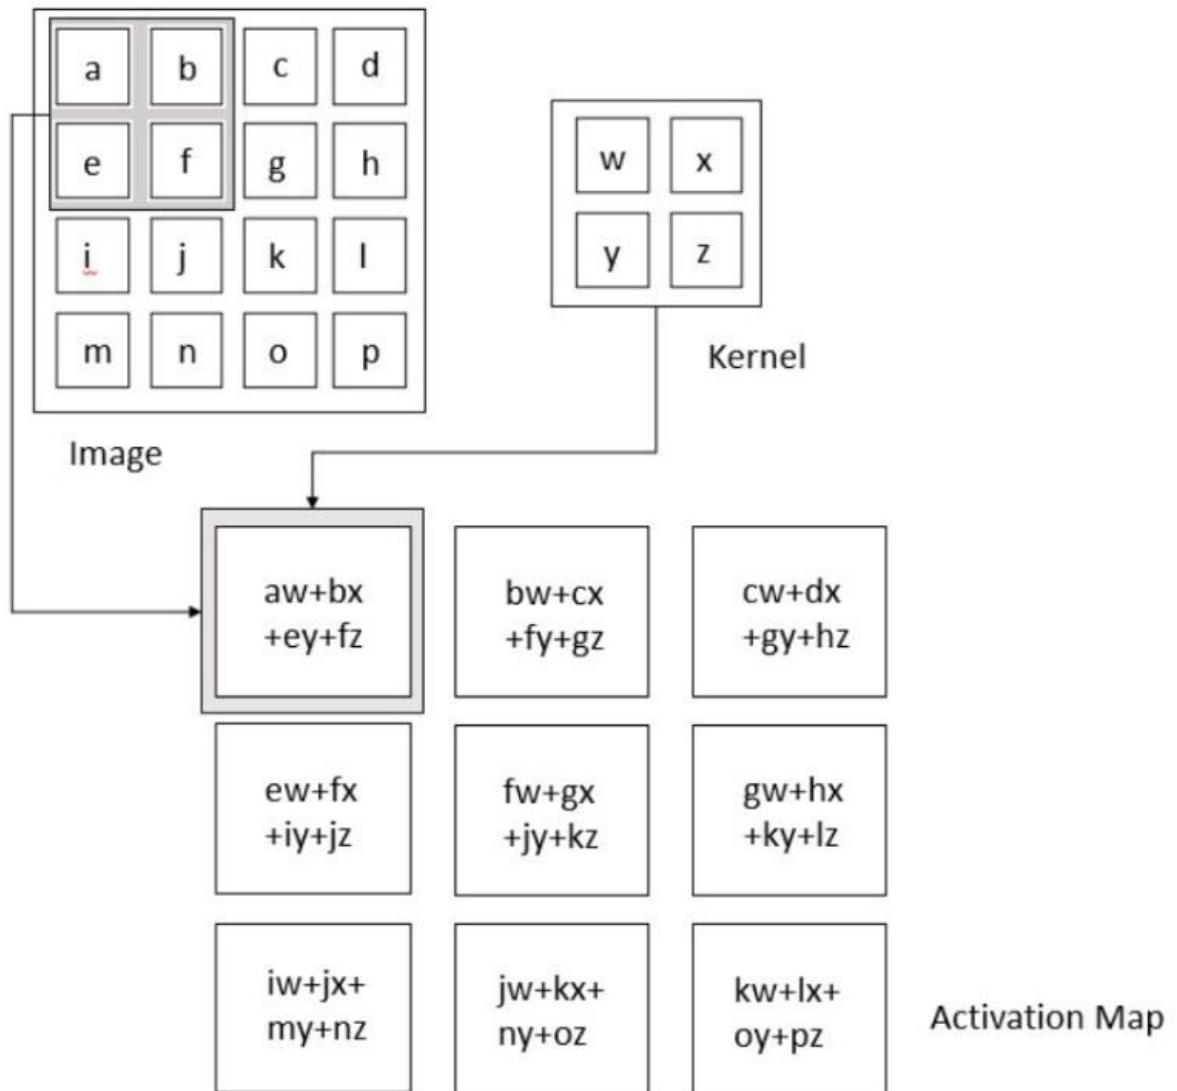 a b c d
w x
e f g h
y z
i j k l
m n o p
Kernel
Image
aw+bx
+ey+fz
bw+cx
+fy+gz
cw+dx
+gy+hz
ew+fx
+iy+jz
fw+gx
+jy+kz
gw+hx
+ky+lz
iw+jx+
my+nz
jw+kx+
ny+oz
kw+lx+
oy+pz
Activation Map